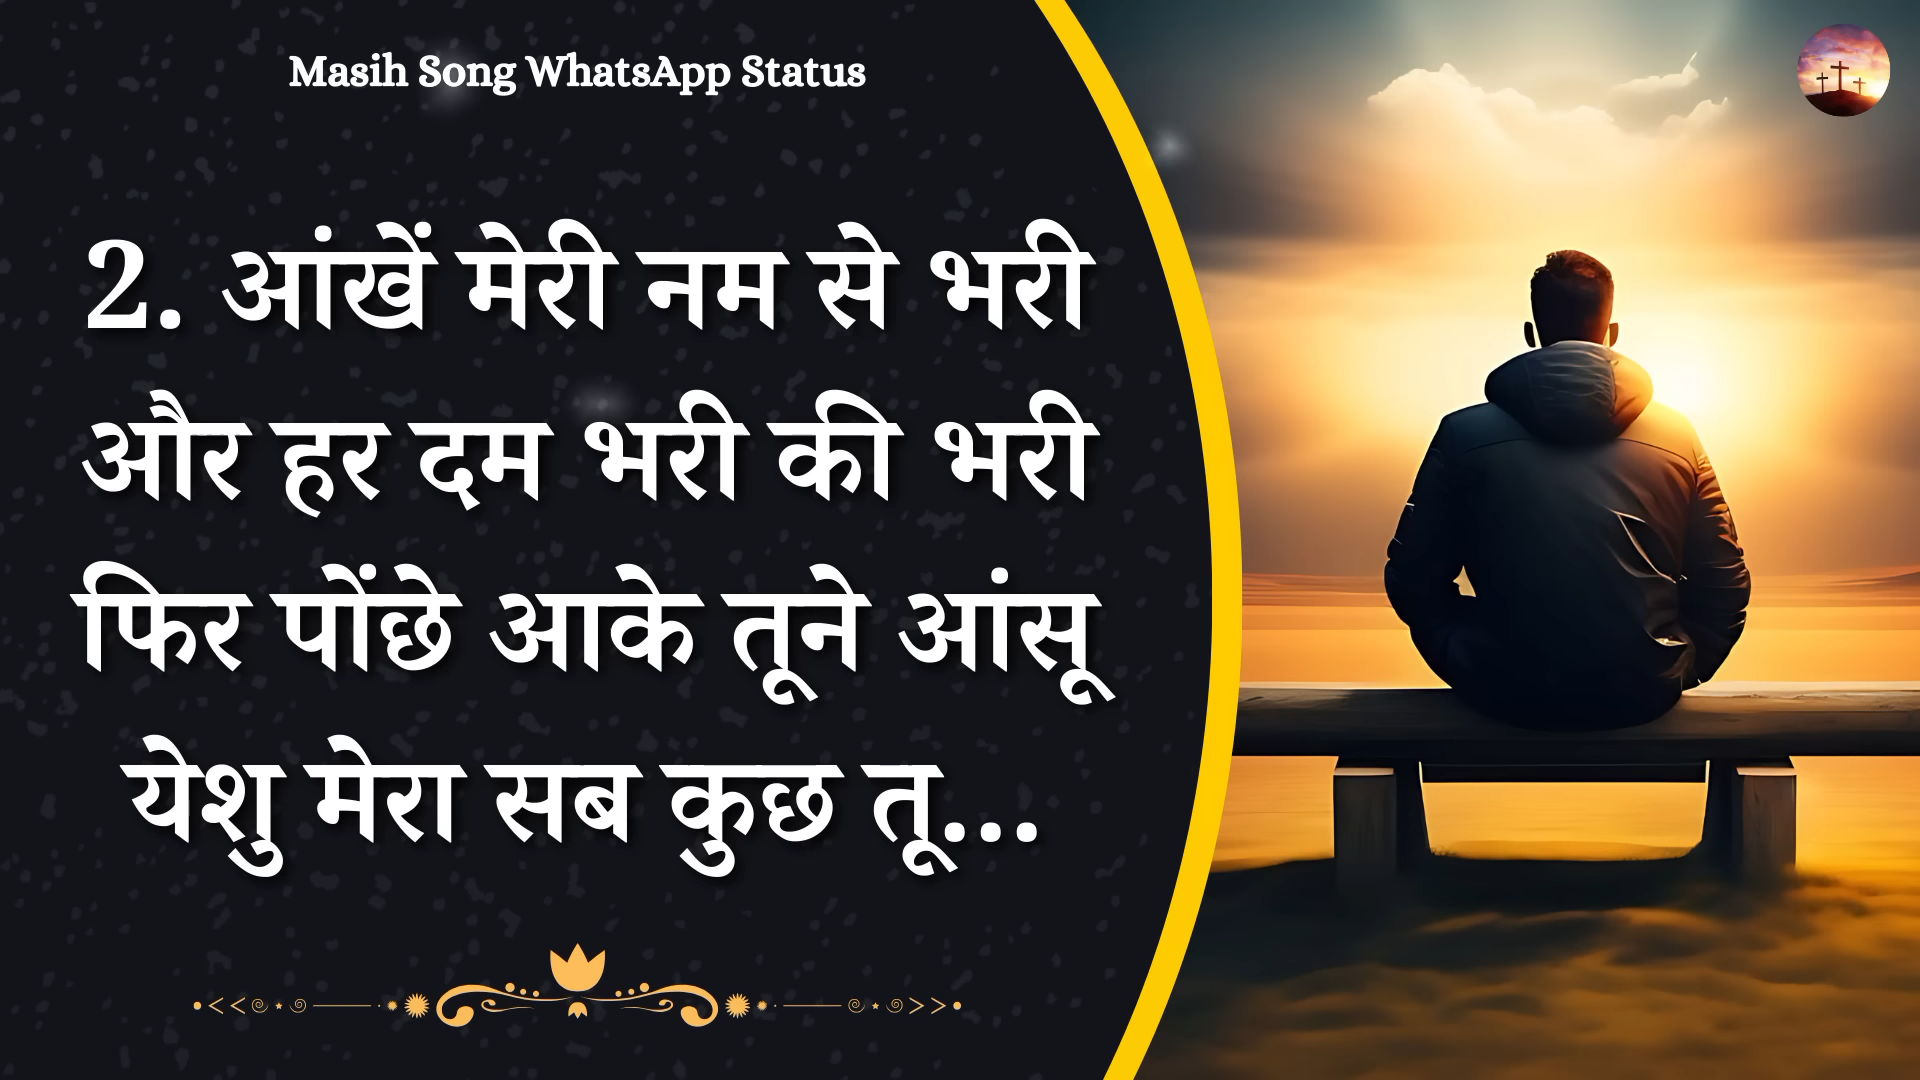 Masih Song WhatsApp Status
2. आंखें मेरी नम से भरी
और हर दम भरी की भरी
फिर पोंछे आके तूने आंसू
येशु मेरा सब कुछ तू...